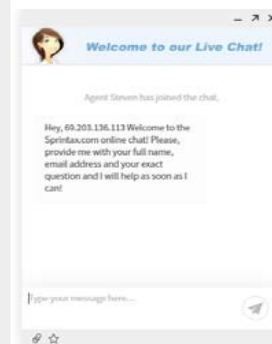 Welcome to our Live Chat!
Agent Steven has joined the chat.
Hey, 69.203.136.113 Welcome to the
Sprintax.com online chat! Please,
provide me with your full name,
email address and your exact
question and I will help as soon as I
can!
Type your message here...